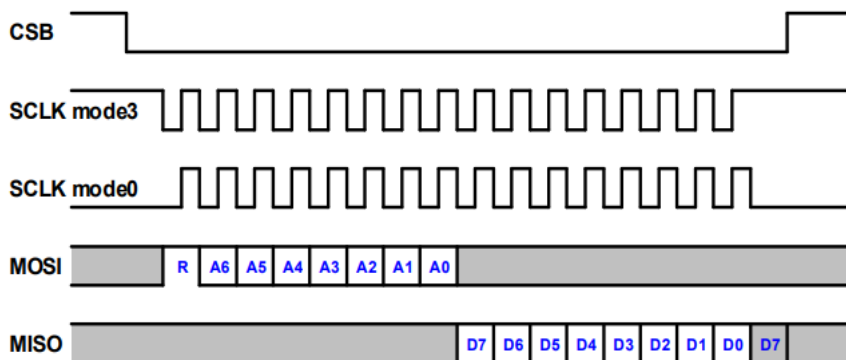 CSB
SCLK mode3
SCLK mode0
MOSI R A6 A5 A4 A3 A2 A1 A0
MISO D7 D6 D5 D4 D3 D2 D1 D0 D7